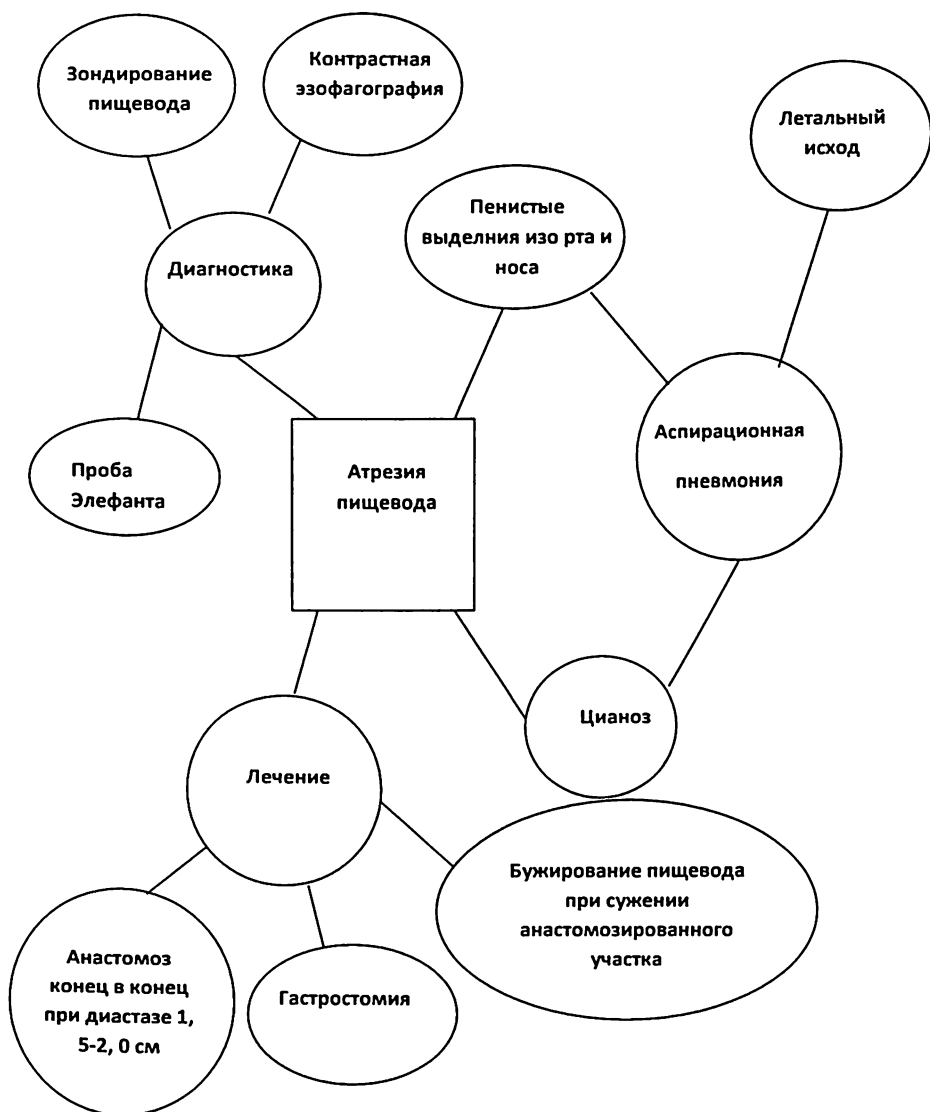 Зондирование
пищевода
Контрастная
эзофагография
Летальный
исход
Пенистые
выделния изо рта и
носа
Диагностика
Проба
Элефанта
Атрезия
пищевода
Аспирационная
пневмония
Цианоз
Лечение
Бужирование пищевода
при сужении
анастомозированного
участка
Анастомоз
конец в конец
при диастазе 1,
5-2, 0 см
Гастростомия